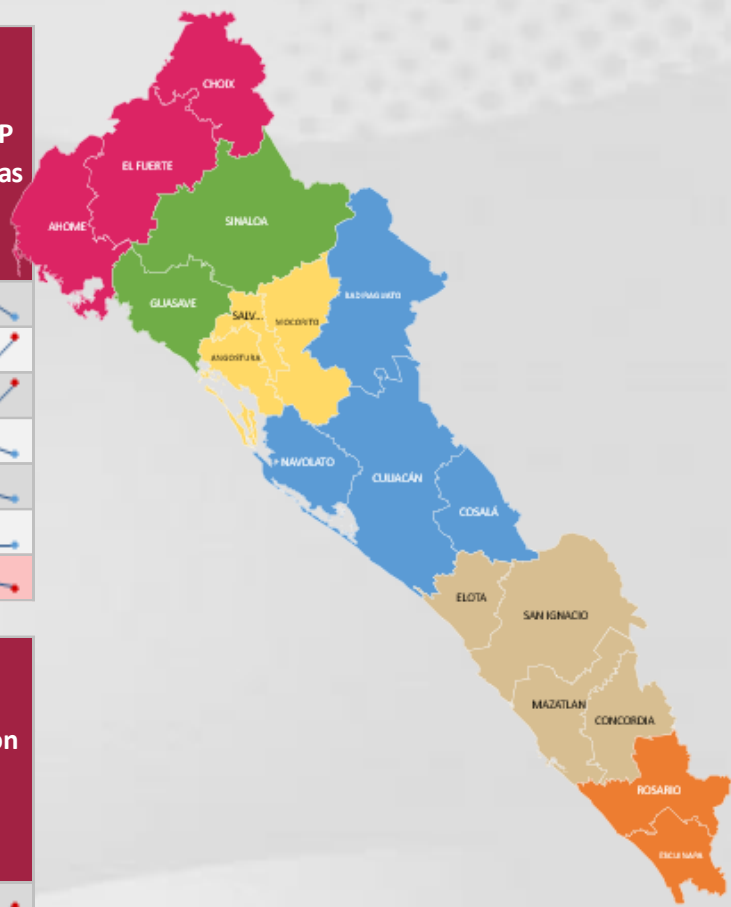 P
as
on
CHOIX
EL FUERTE
AHOME
SINALOA
GUASAVE
SALV...
MOCORITO
BADIRAGUATO
ANGOSTURA
NAVOLATO
CULIACÁN
COSALÁ
ELOTA
SAN IGNACIO
MAZATLAN
CONCORDIA
ROSARIO
ESCUINAPA